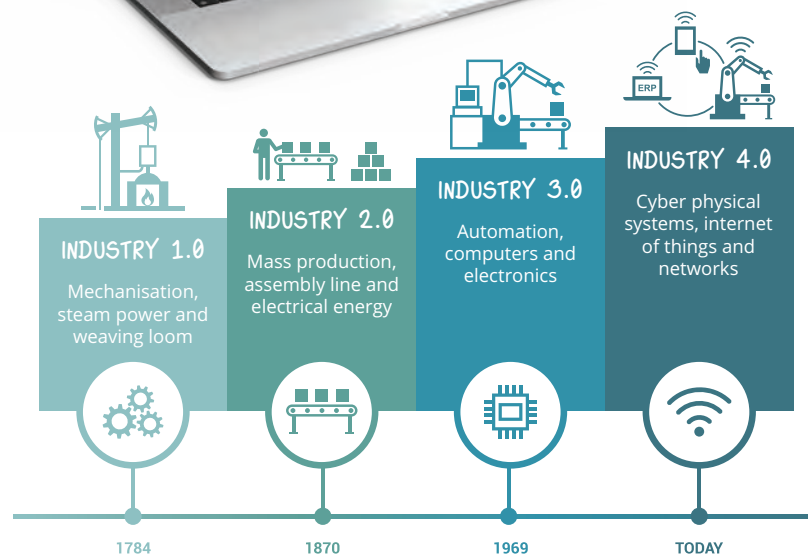 ERP
INDUSTRY 1.0
Mechanisation,
steam power and
weaving loom
INDUSTRY 2.0
Mass production,
assembly line and
electrical energy
INDUSTRY 3.0
Automation,
computers and
electronics
INDUSTRY 4.0
Cyber physical
systems, internet
of things and
networks
1784
1870
1969
TODAY